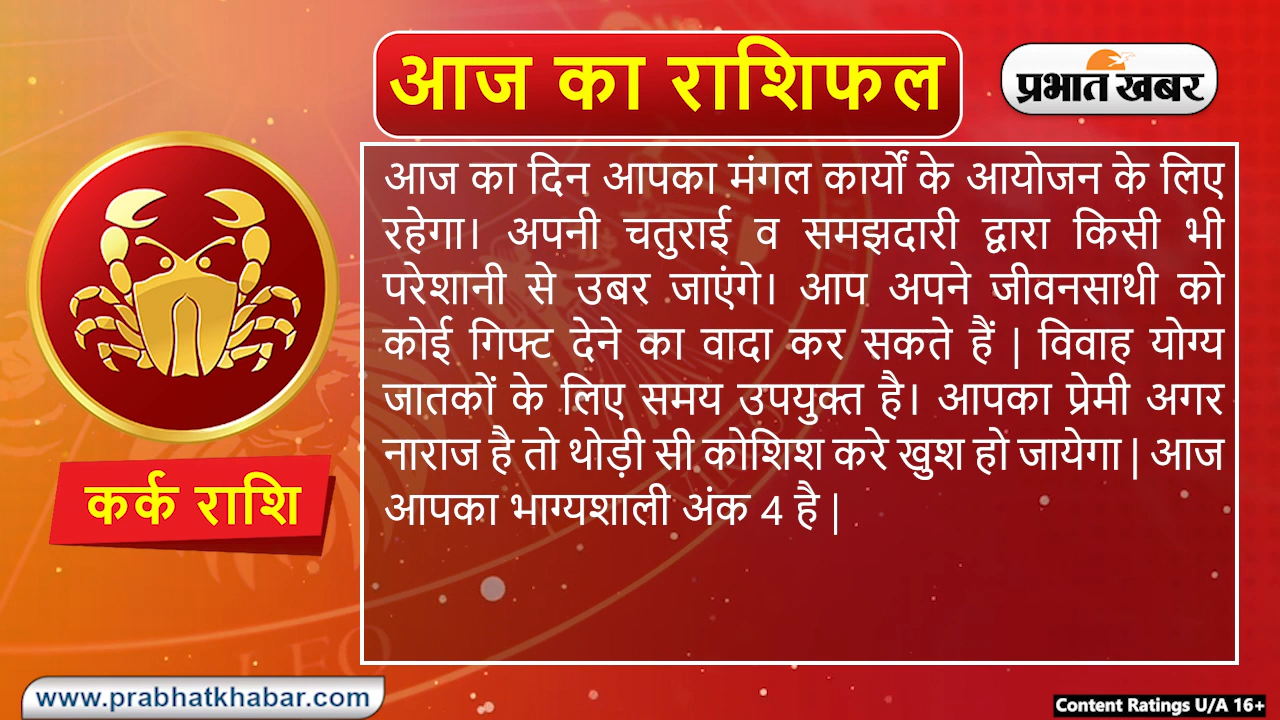 आज का राशिफल
प्रभात खबर
आज का दिन आपका मंगल कार्यों के आयोजन के लिए
रहेगा। अपनी चतुराई व समझदारी द्वारा किसी भी
परेशानी से उबर जाएंगे। आप अपने जीवनसाथी को
कोई गिफ्ट देने का वादा कर सकते हैं | विवाह योग्य
जातकों के लिए समय उपयुक्त है। आपका प्रेमी अगर
नाराज है तो थोड़ी सी कोशिश करे खुश हो जायेगा | आज
आपका भाग्यशाली अंक 4 है |
कर्क राशि
LEO
www.prabhatkhabar.com
Content Ratings U/A 16+